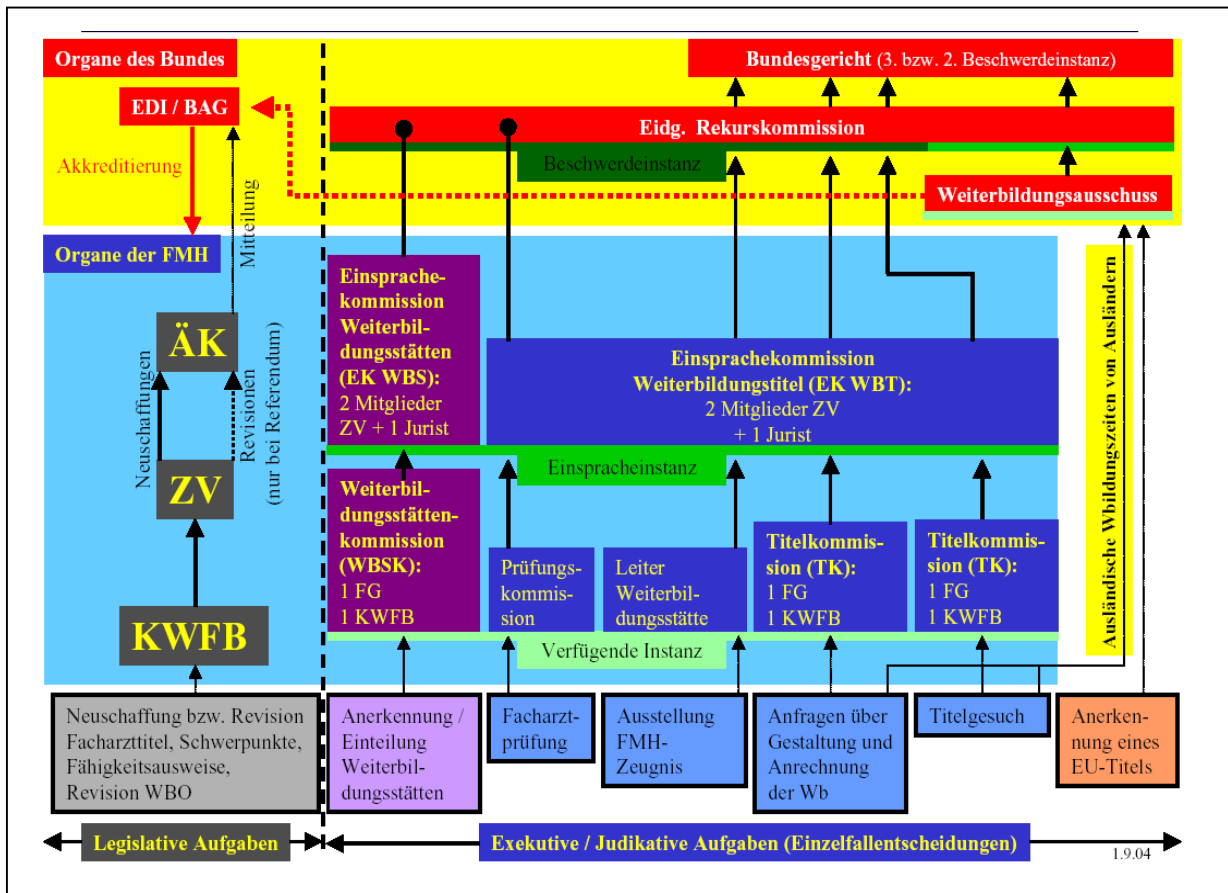 Organe des Bundes
Bundesgericht (3. bzw. 2. Beschwerdeinstanz)
EDI / BAG
Eidg. Rekurskommission
Akkreditierung
Mitteilung
Beschwerdeinstanz
Weiterbildungsausschuss
Organe der FMH
Einsprache-
kommission
Weiterbil-
dungsstätten
(EK WBS):
2 Mitglieder
ZV + 1 Jurist
Einsprachekommission
Weiterbildungstitel (EK WBT):
2 Mitglieder ZV
+ 1 Jurist
Ausländische Wbildungszeiten von Ausländern
ÄK
Neuschaffungen
Revisionen
(nur bei Referendum)
ZV
Einspracheinstanz
Weiterbil-
dungsstätten-
kommission
(WBSK):
1 FG
1 KWFB
Prüfungs-
kommis-
sion
Leiter
Weiterbil-
dungsstätte
Titelkommis-
sion (TK):
1 FG
1 KWFB
Titelkommis-
sion (TK):
1 FG
1 KWFB
KWFB
Verfügende Instanz
Neuschaffung bzw. Revision
Facharzttitel, Schwerpunkte,
Fähigkeitsausweise,
Revision WBO
Anerkennung /
Einteilung
Weiterbil-
dungsstätten
Facharzt-
prüfung
Ausstellung
FMH-
Zeugnis
Anfragen über
Gestaltung und
Anrechnung
der Wb
Titelgesuch
Anerken-
nung eines
EU-Titels
Legislative Aufgaben
Exekutive / Judikative Aufgaben (Einzelfallentscheidungen)
1.9.04